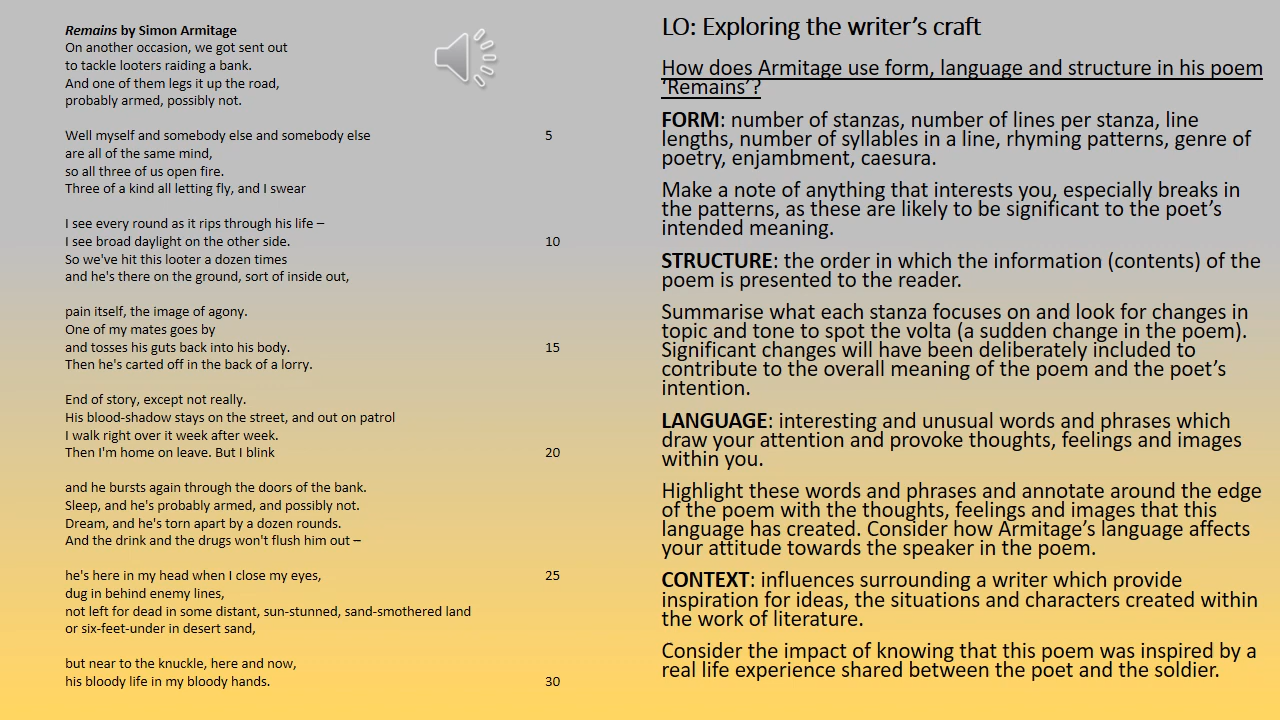 Remains by Simon Armitage
On another occasion, we got sent out
to tackle looters raiding a bank.
And one of them legs it up the road,
probably armed, possibly not.
Well myself and somebody else and somebody else 5
are all of the same mind,
so all three of us open fire.
Three of a kind all letting fly, and I swear
I see every round as it rips through his life –
I see broad daylight on the other side. 10
So we've hit this looter a dozen times
and he's there on the ground, sort of inside out,
pain itself, the image of agony.
One of my mates goes by
and tosses his guts back into his body. 15
Then he's carted off in the back of a lorry.
End of story, except not really.
His blood-shadow stays on the street, and out on patrol
I walk right over it week after week.
Then I'm home on leave. But I blink 20
and he bursts again through the doors of the bank.
Sleep, and he's probably armed, and possibly not.
Dream, and he's torn apart by a dozen rounds.
And the drink and the drugs won't flush him out –
he's here in my head when I close my eyes, 25
dug in behind enemy lines,
not left for dead in some distant, sun-stunned, sand-smothered land
or six-feet-under in desert sand,
but near to the knuckle, here and now,
his bloody life in my bloody hands. 30
LO: Exploring the writer’s craft
How does Armitage use form, language and structure in his poem
‘Remains’?
FORM: number of stanzas, number of lines per stanza, line
lengths, number of syllables in a line, rhyming patterns, genre of
poetry, enjambment, caesura.
Make a note of anything that interests you, especially breaks in
the patterns, as these are likely to be significant to the poet’s
intended meaning.
STRUCTURE: the order in which the information (contents) of the
poem is presented to the reader.
Summarise what each stanza focuses on and look for changes in
topic and tone to spot the volta (a sudden change in the poem).
Significant changes will have been deliberately included to
contribute to the overall meaning of the poem and the poet’s
intention.
LANGUAGE: interesting and unusual words and phrases which
draw your attention and provoke thoughts, feelings and images
within you.
Highlight these words and phrases and annotate around the edge
of the poem with the thoughts, feelings and images that this
language has created. Consider how Armitage’s language affects
your attitude towards the speaker in the poem.
CONTEXT: influences surrounding a writer which provide
inspiration for ideas, the situations and characters created within
the work of literature.
Consider the impact of knowing that this poem was inspired by a
real life experience shared between the poet and the soldier.